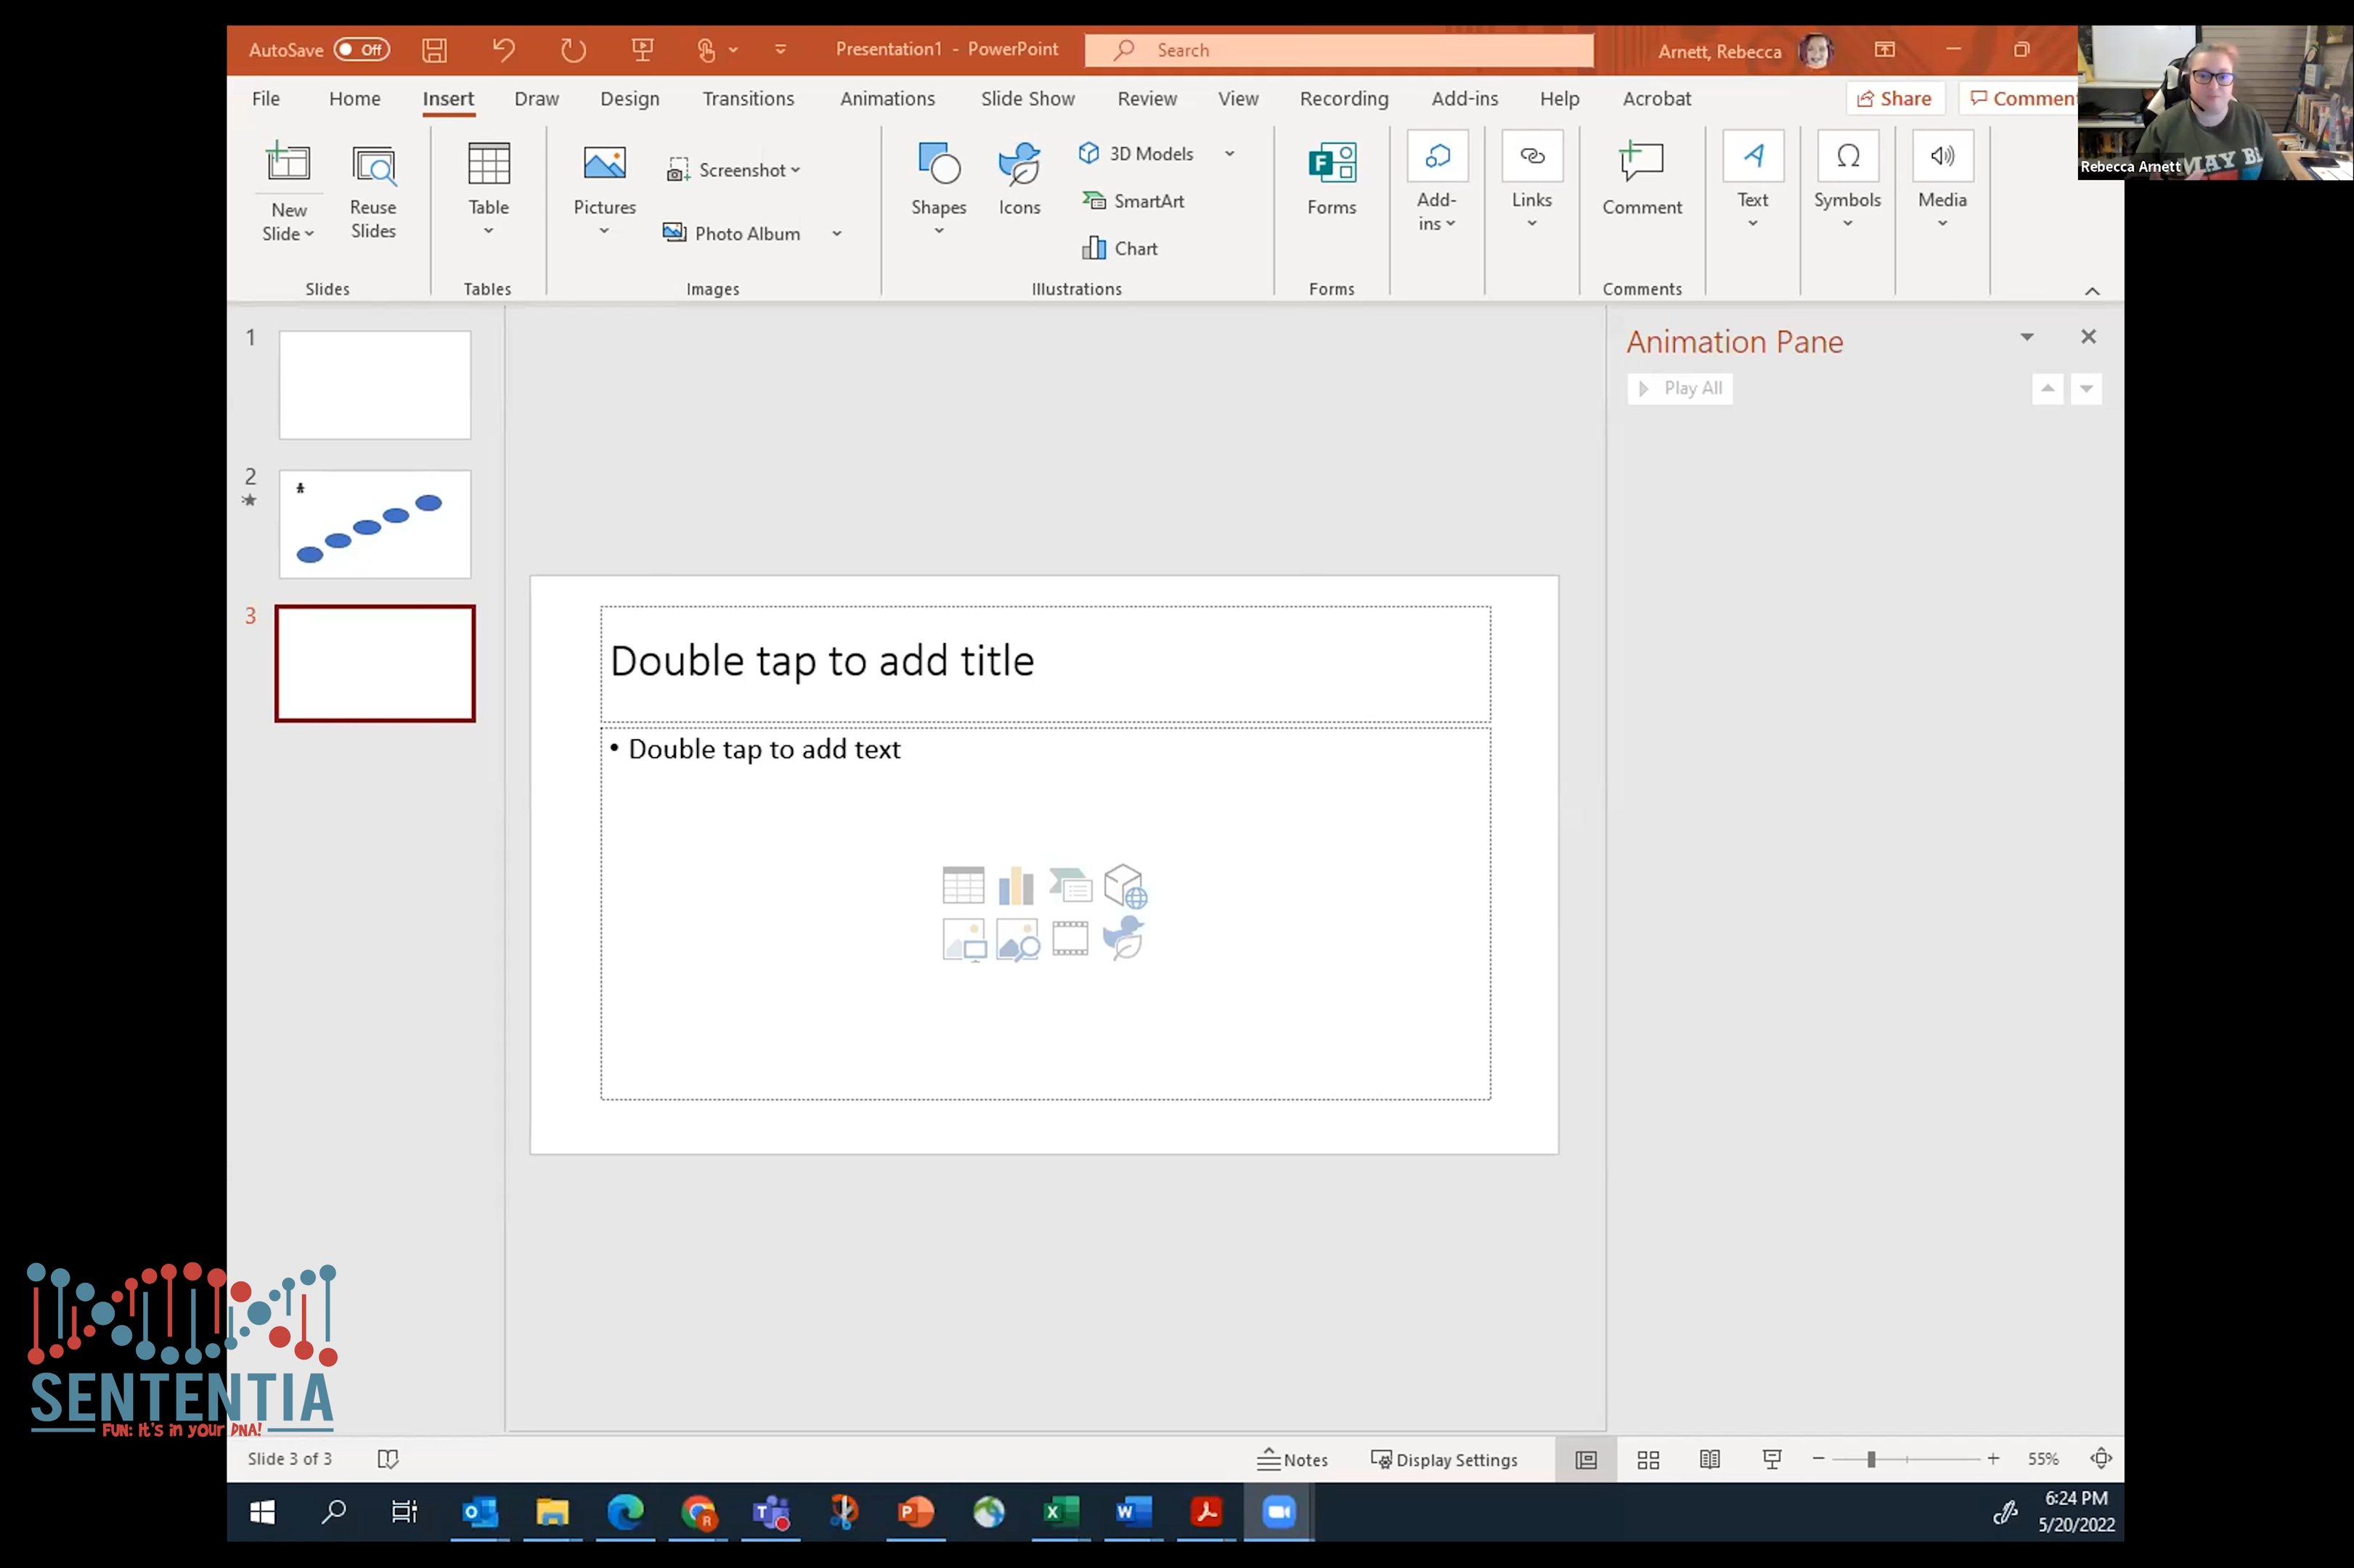 AutoSave Off Presentation1 - PowerPoint Search Arnett, Rebecca
File Home Insert Draw Design Transitions Animations Slide Show Review View Recording Add-ins Help Acrobat Share Commen
New Slide
Reuse Slides
Slides
Table
Tables
Pictures
Screenshot
Photo Album
Images
Shapes
Icons
3D Models
SmartArt
Chart
Illustrations
Forms
Forms
Add-ins
Links
Comment
Comments
Text
Symbols
Media
Rebecca Arnett
MAY
1
2
3
Double tap to add title
• Double tap to add text
Animation Pane
Play All
SENTENTIA
FUN: It's in your DNA!
Slide 3 of 3 Notes Display Settings 55%
6:24 PM
5/20/2022